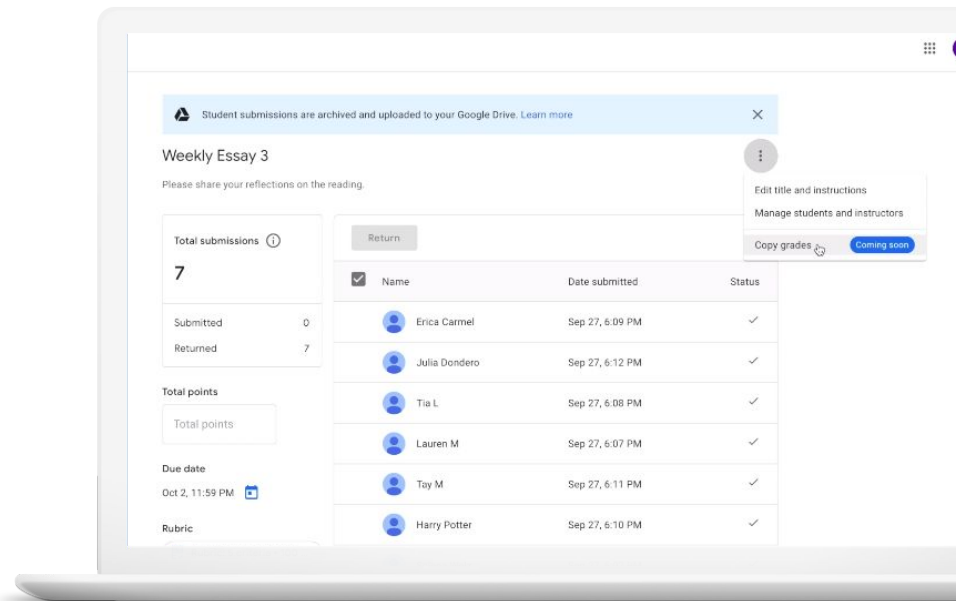 Student submissions are archived and uploaded to your Google Drive. Learn more
Weekly Essay 3
Please share your reflections on the reading.
Edit title and instructions
Manage students and instructors
Copy grades
Coming soon
Total submissions
7
Submitted 0
Returned 7
Total points
Total points
Due date
Oct 2, 11:59 PM
Rubric
Return
Name Date submitted Status
Erica Carmel Sep 27, 6:09 PM
Julia Dondero Sep 27, 6:12 PM
Tia L Sep 27, 6:08 PM
Lauren M Sep 27, 6:07 PM
Tay M Sep 27, 6:11 PM
Harry Potter Sep 27, 6:10 PM